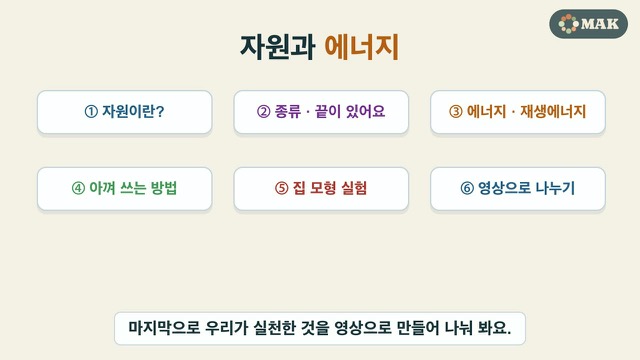 MAK
자원과 에너지
① 자원이란?
② 종류 · 끝이 있어요
③ 에너지 · 재생에너지
④ 아껴 쓰는 방법
⑤ 집 모형 실험
⑥ 영상으로 나누기
마지막으로 우리가 실천한 것을 영상으로 만들어 나눠 봐요.